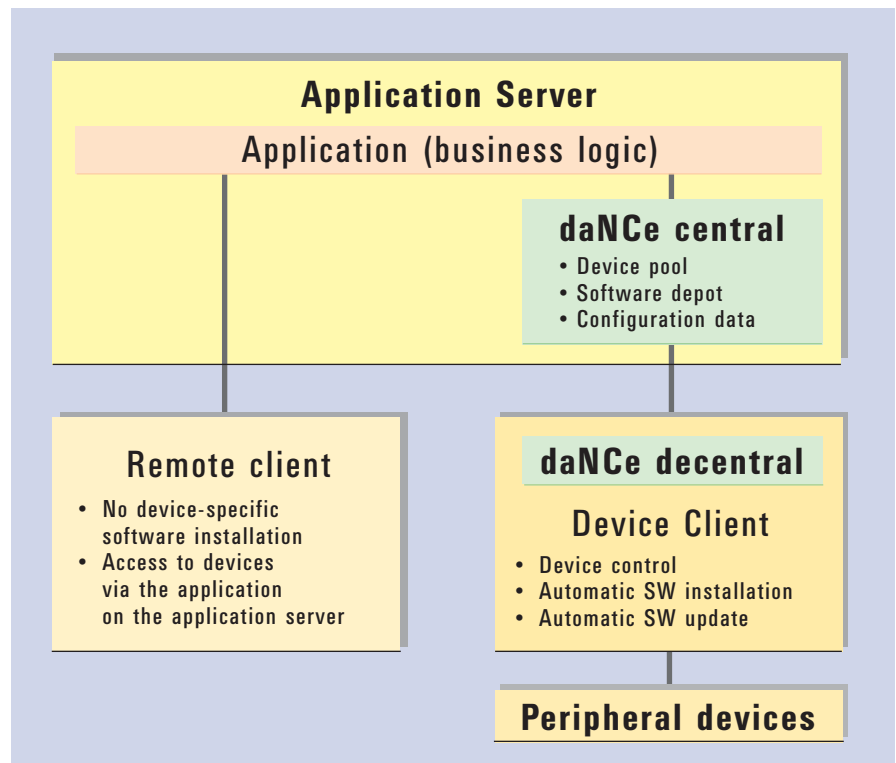 Application Server
Application (business logic)
daNCe central
• Device pool
• Software depot
• Configuration data
Remote client
• No device-specific
software installation
• Access to devices
via the application
on the application server
daNCe decentral
Device Client
• Device control
• Automatic SW installation
• Automatic SW update
Peripheral devices